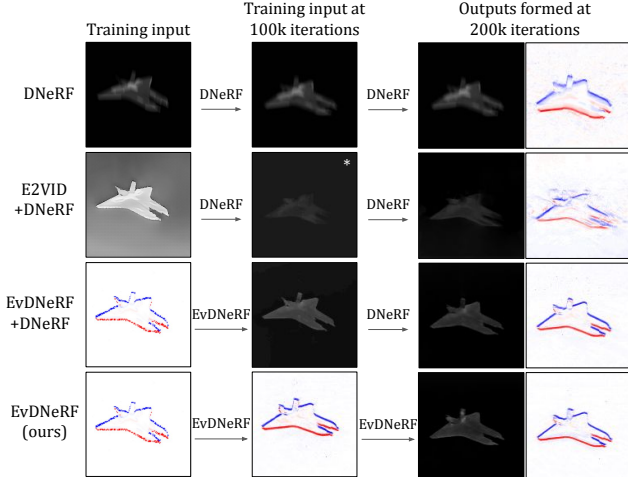 Training input
Training input at
100k iterations
Outputs formed at
200k iterations
DNeRF
DNeRF
DNeRF
E2VID
+DNeRF
DNeRF
*
DNeRF
EvDNeRF
+DNeRF
EvDNeRF
DNeRF
EvDNeRF
(ours)
EvDNeRF
EvDNeRF